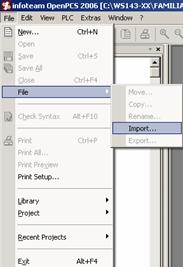 infoteam OpenPCS 2006 [C:\WS143-XX\FAMILIA
File Edit View PLC Extras Window ?
New... Ctrl+N
Open
Save Ctrl+S
Save All
Close Ctrl+F4
File
Move...
Copy...
Rename...
Import...
Export...
Check Syntax Alt+F10
Print Ctrl+P
Print All...
Print Preview
Print Setup...
Library
Project
Recent Projects
Exit Alt+F4